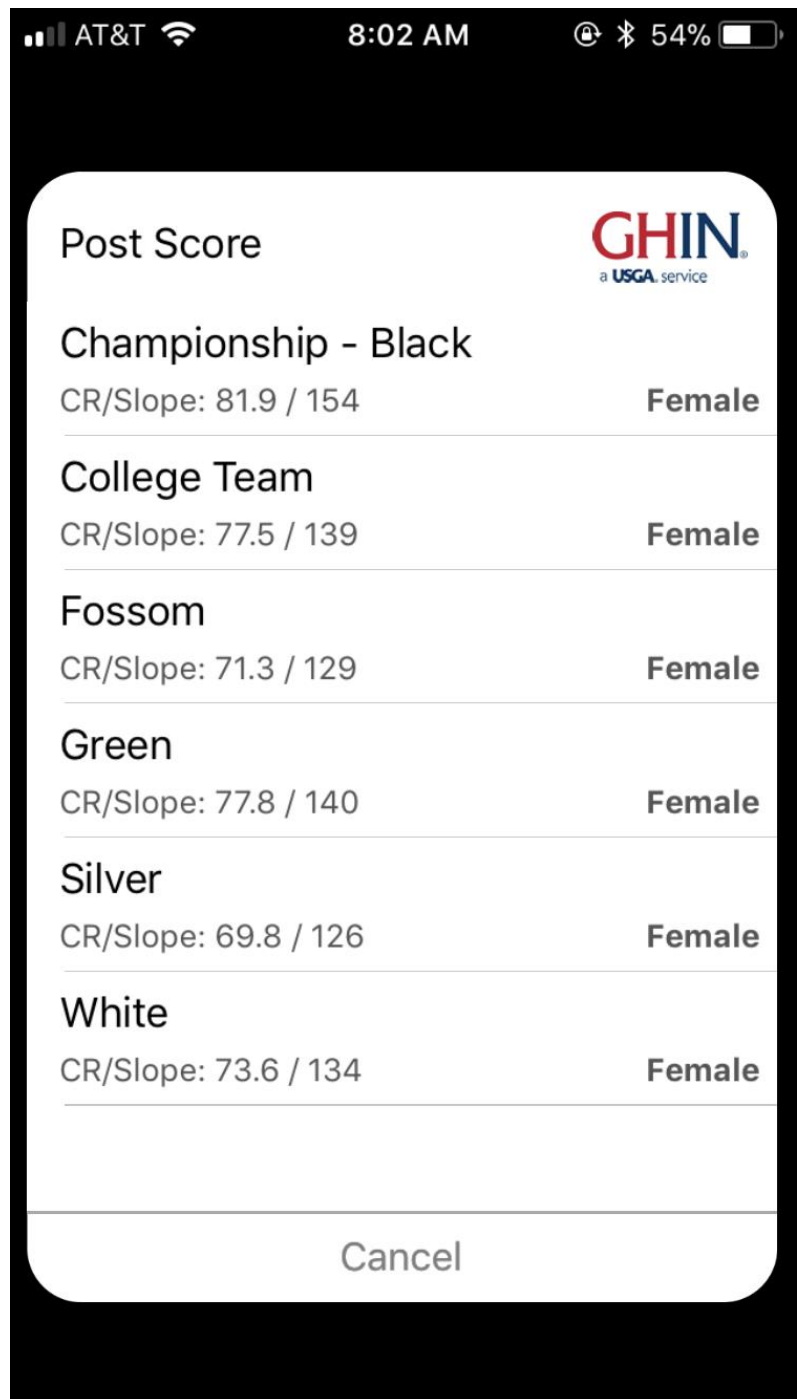 AT&T 8:02 AM 54%
Post Score
GHIN®
a USGA® service
Championship - Black
CR/Slope: 81.9 / 154 Female
College Team
CR/Slope: 77.5 / 139 Female
Fossom
CR/Slope: 71.3 / 129 Female
Green
CR/Slope: 77.8 / 140 Female
Silver
CR/Slope: 69.8 / 126 Female
White
CR/Slope: 73.6 / 134 Female
Cancel